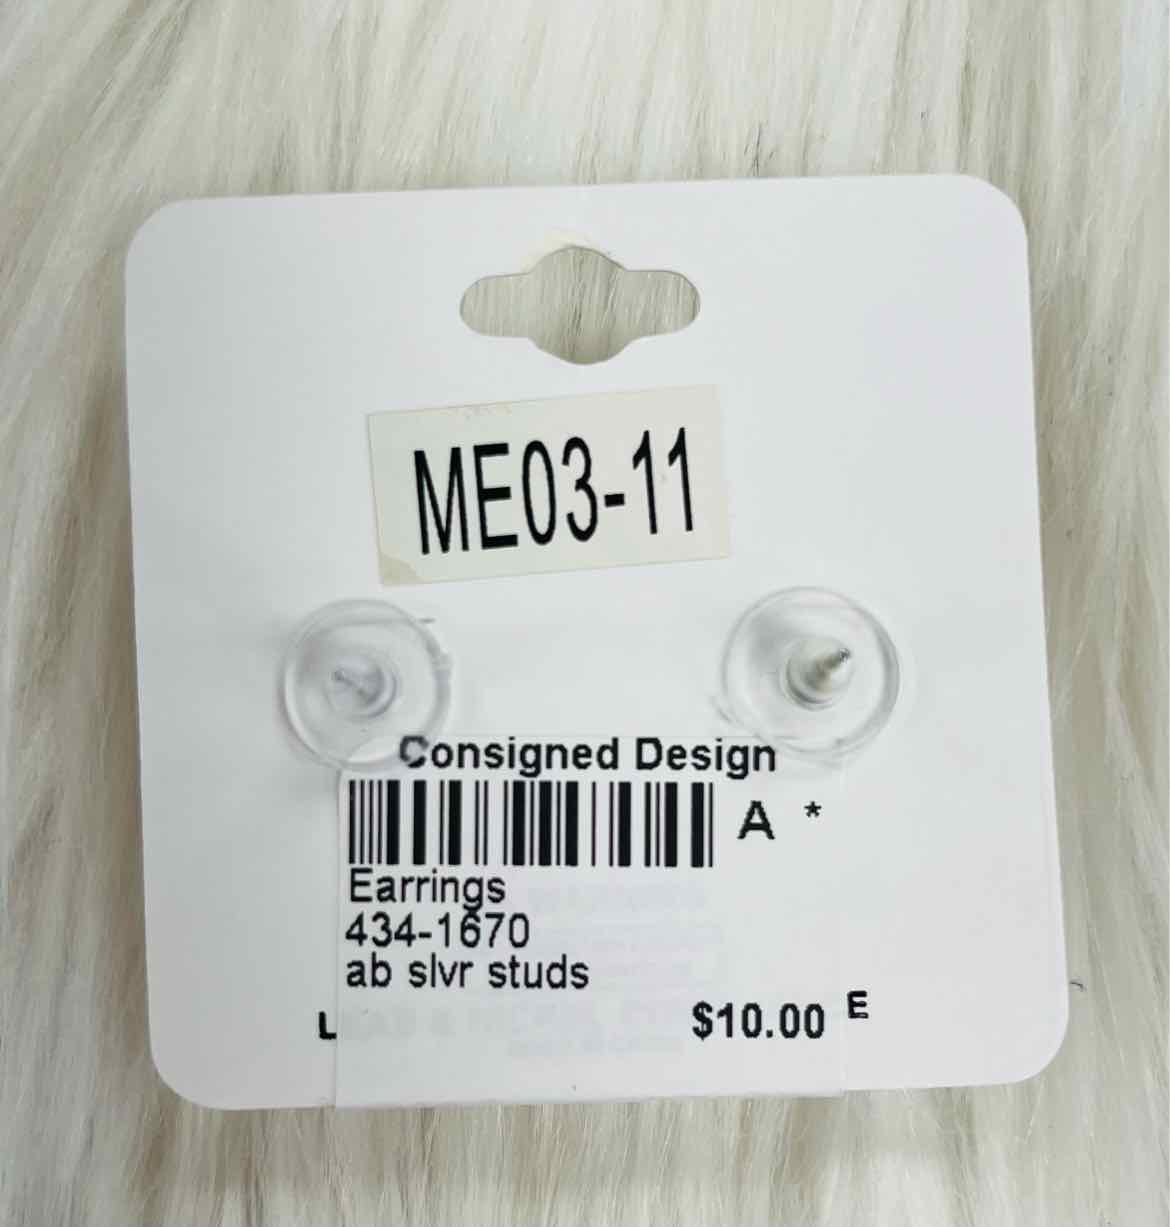 ME03-11
Consigned Design
A *
Earrings
434-1670
ab slvr studs
L
$10.00 E